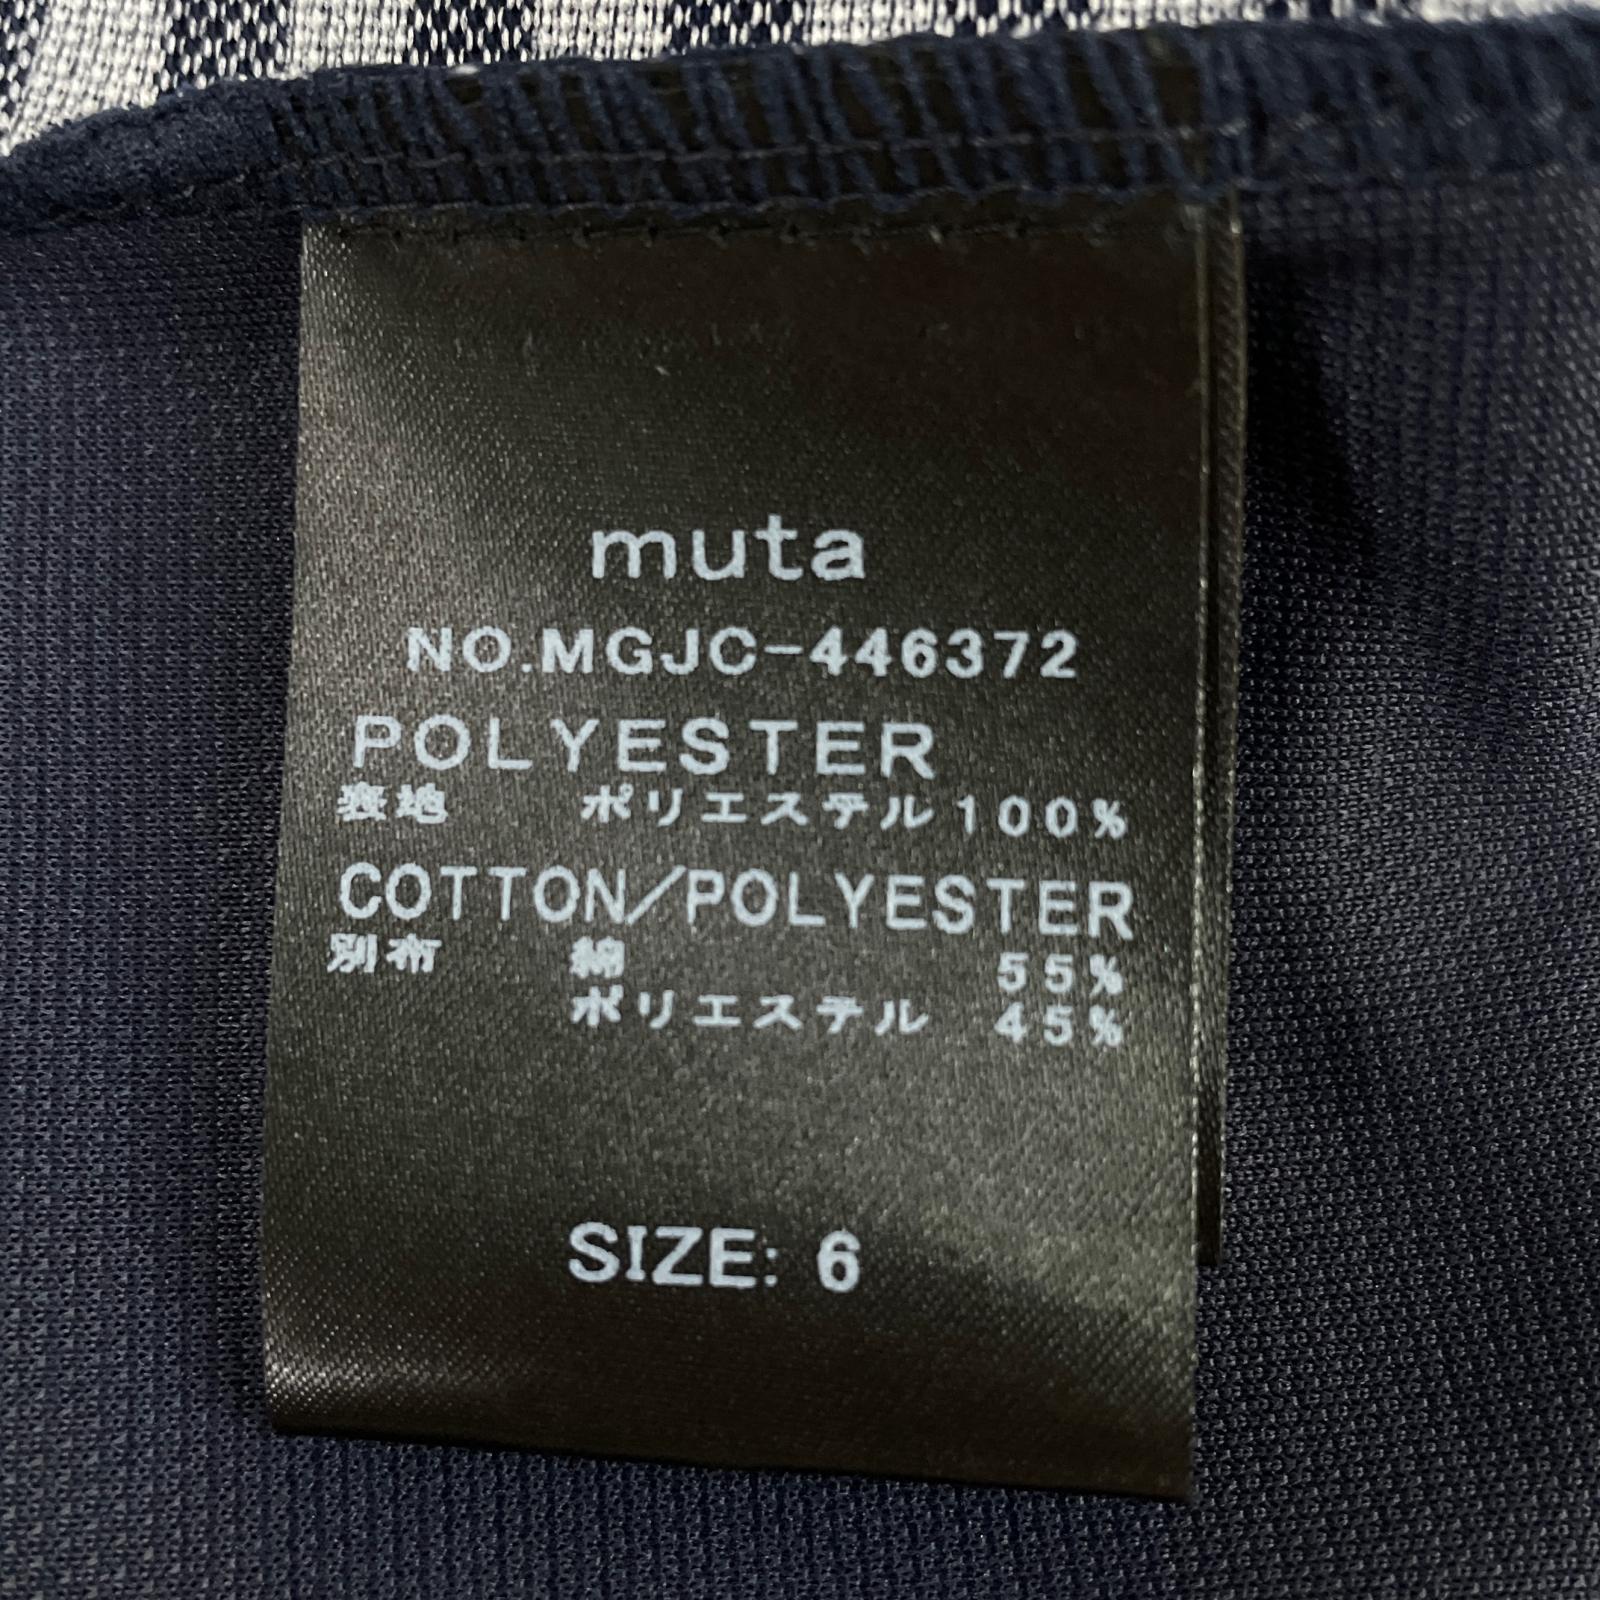 muta
NO.MGJC-446372
POLYESTER
表地 ポリエステル100%
COTTON/POLYESTER
別布 綿 55%
ポリエステル 45%
SIZE: 6